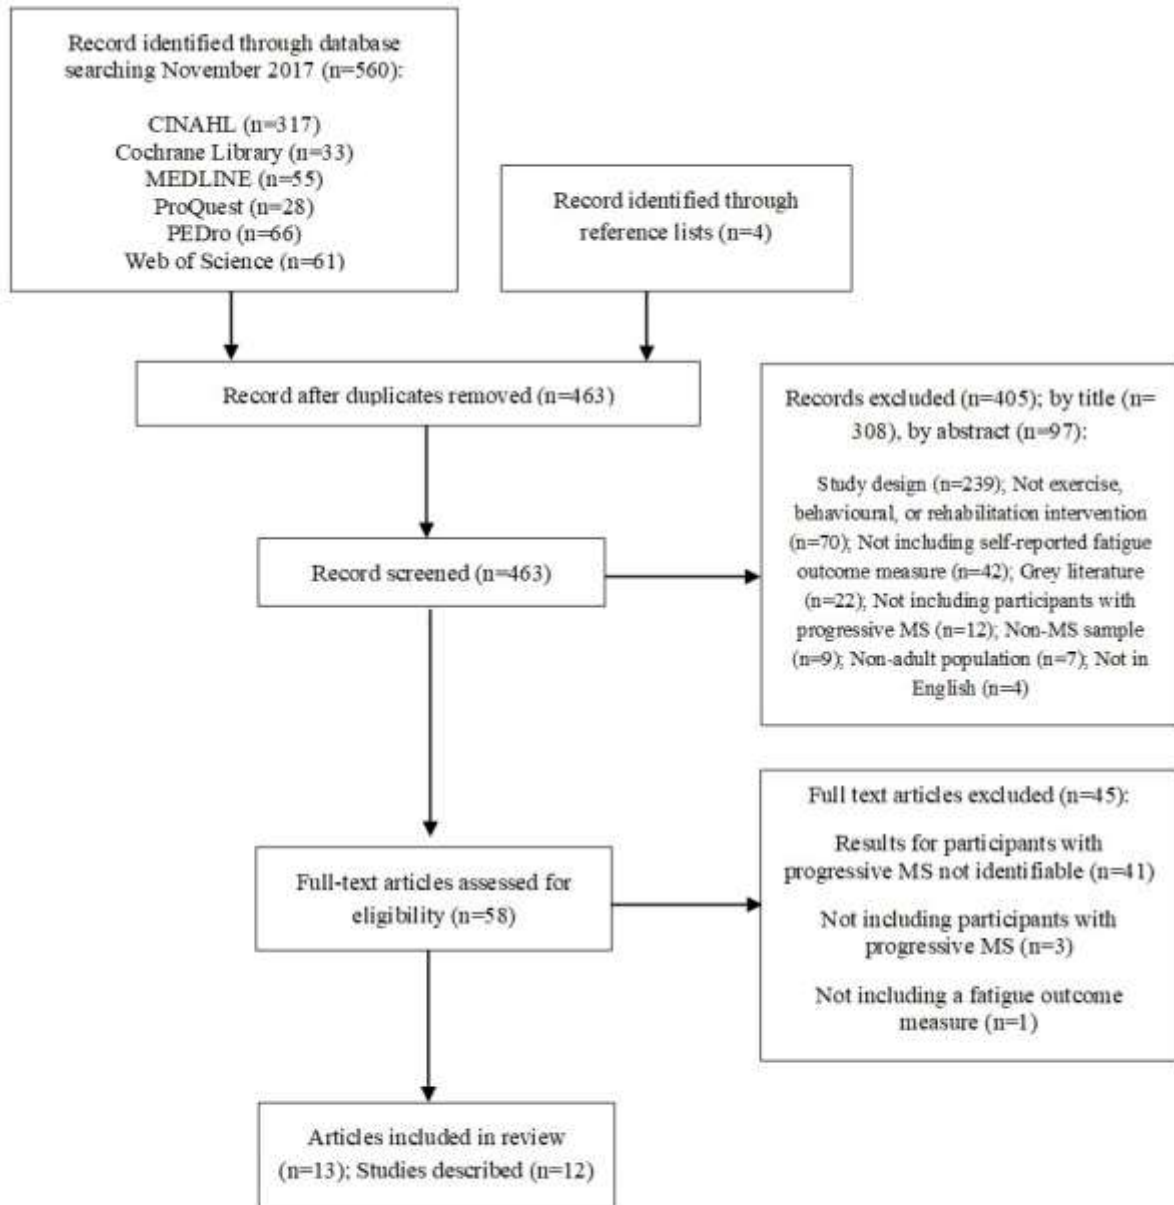 Record identified through database
searching November 2017 (n=560):
CINAHL (n=317)
Cochrane Library (n=33)
MEDLINE (n=55)
ProQuest (n=28)
PEDro (n=66)
Web of Science (n=61)
Record identified through
reference lists (n=4)
Record after duplicates removed (n=463)
Records excluded (n=405); by title (n=
308), by abstract (n=97):
Study design (n=239); Not exercise,
behavioural, or rehabilitation intervention
(n=70); Not including self-reported fatigue
outcome measure (n=42); Grey literature
(n=22); Not including participants with
progressive MS (n=12); Non-MS sample
(n=9); Non-adult population (n=7); Not in
English (n=4)
Record screened (n=463)
Full text articles excluded (n=45):
Results for participants with
progressive MS not identifiable (n=41)
Not including participants with
progressive MS (n=3)
Not including a fatigue outcome
measure (n=1)
Full-text articles assessed for
eligibility (n=58)
Articles included in review
(n=13); Studies described (n=12)